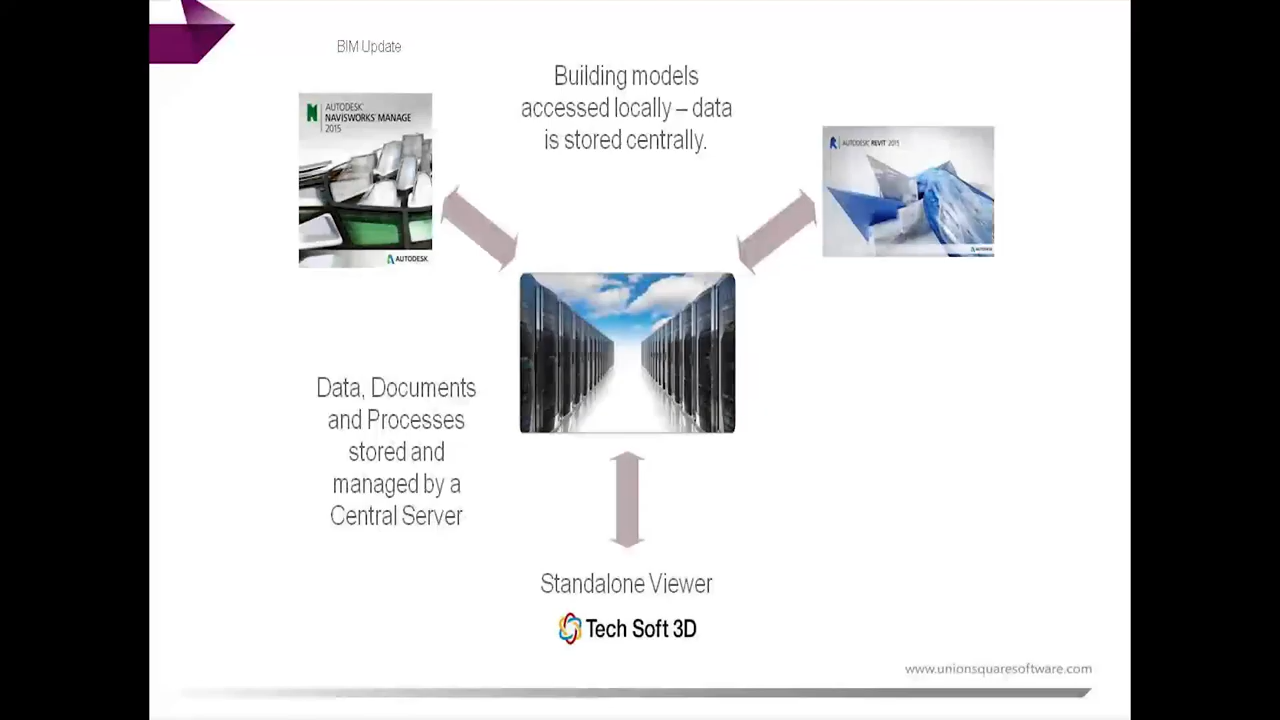 BIM Update
Building models
accessed locally – data
is stored centrally.
AUTODESK
NAVISWORKS MANAGE
2015
AUTODESK
AUTODESK REVIT 2015
AUTODESK
Data, Documents
and Processes
stored and
managed by a
Central Server
Standalone Viewer
Tech Soft 3D
www.unionsquaresoftware.com